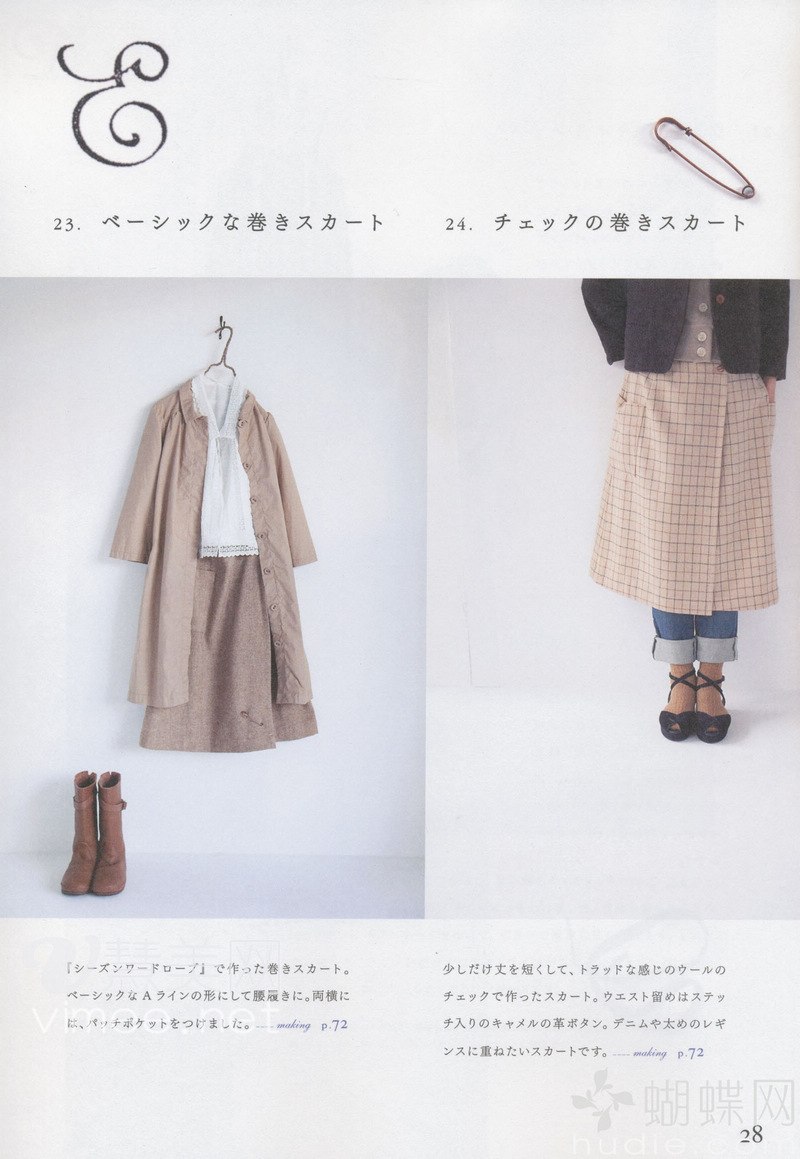 E
23. ベーシックな巻きスカート
24. チェックの巻きスカート
『シーズンワードローブ』で作った巻きスカート。
ベーシックなAラインの形にして腰履きに。両横に
は、パッチポケットをつけました。___making p.72
少しだけ丈を短くして、トラッドな感じのウールの
チェックで作ったスカート。ウエスト留めはステッ
チ入りのキャメルの革ボタン。デニムや太めのレギ
ンスに重ねたいスカートです。___making p.72
蝴蝶网
28